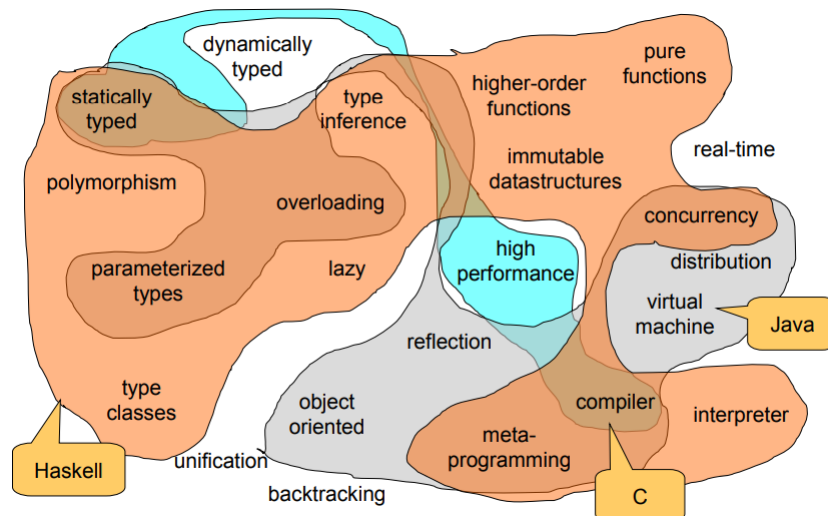 dynamically
typed
pure
functions
higher-order
functions
statically
typed
type
inference
real-time
immutable
datastructures
polymorphism
overloading
concurrency
high
performance
distribution
parameterized
types
lazy
virtual
machine
Java
reflection
type
classes
object
oriented
compiler
interpreter
meta-
programming
unification
Haskell
backtracking
C